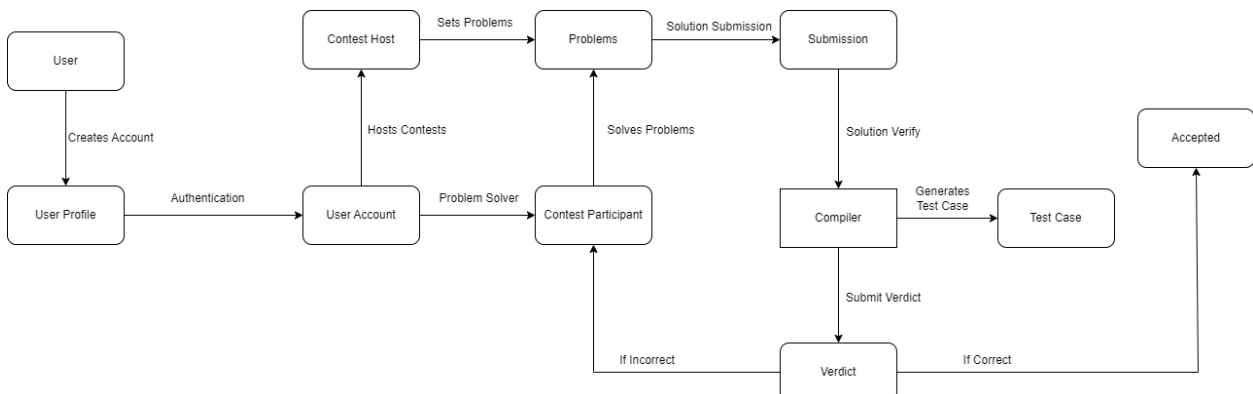 Contest Host
Sets Problems
Problems
Solution Submission
Submission
User
Hosts Contests
Solves Problems
Solution Verify
Creates Account
Accepted
User Profile
Authentication
User Account
Problem Solver
Contest Participant
Compiler
Generates
Test Case
Test Case
Submit Verdict
If Incorrect
Verdict
If Correct